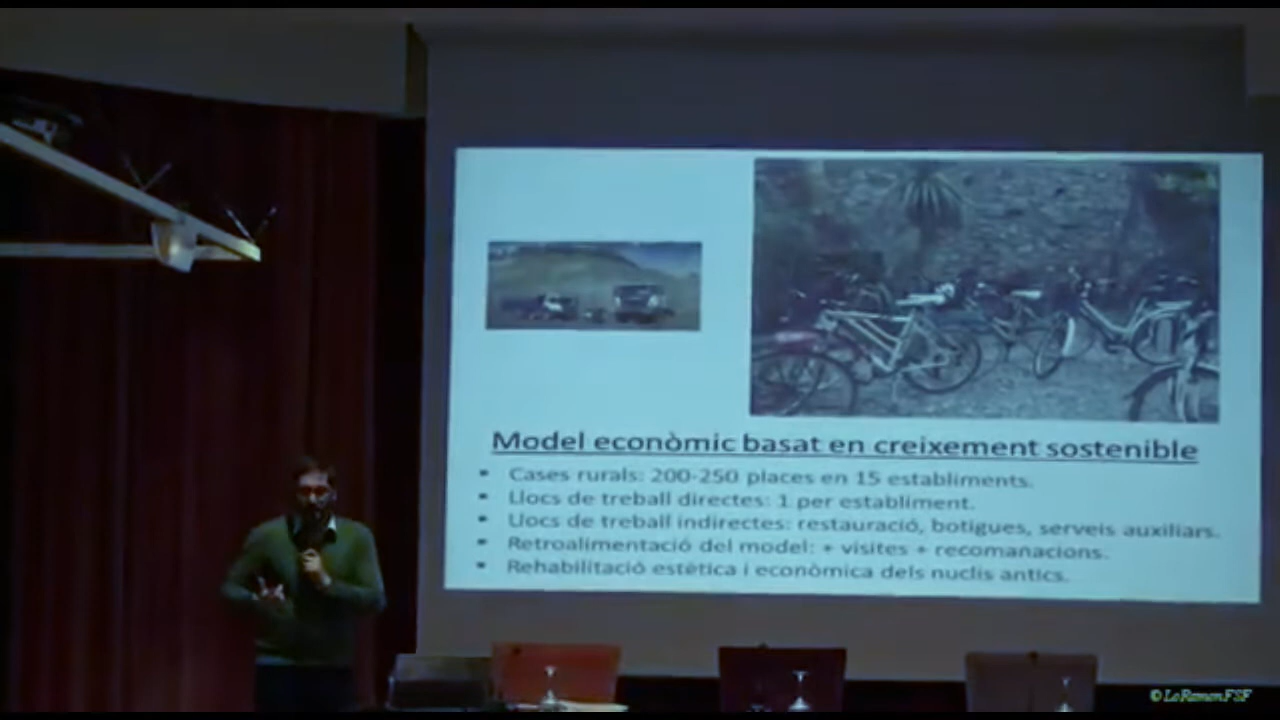 Model econòmic basat en creixement sostenible
▪ Cases rurals: 200-250 places en 15 establiments.
▪ Llocs de treball directes: 1 per establiment.
▪ Llocs de treball indirectes: restauració, botigues, serveis auxiliars.
▪ Retroalimentació del model: + visites + recomanacions.
▪ Rehabilitació estètica i econòmica dels nuclis antics.
© LoRamonFSF